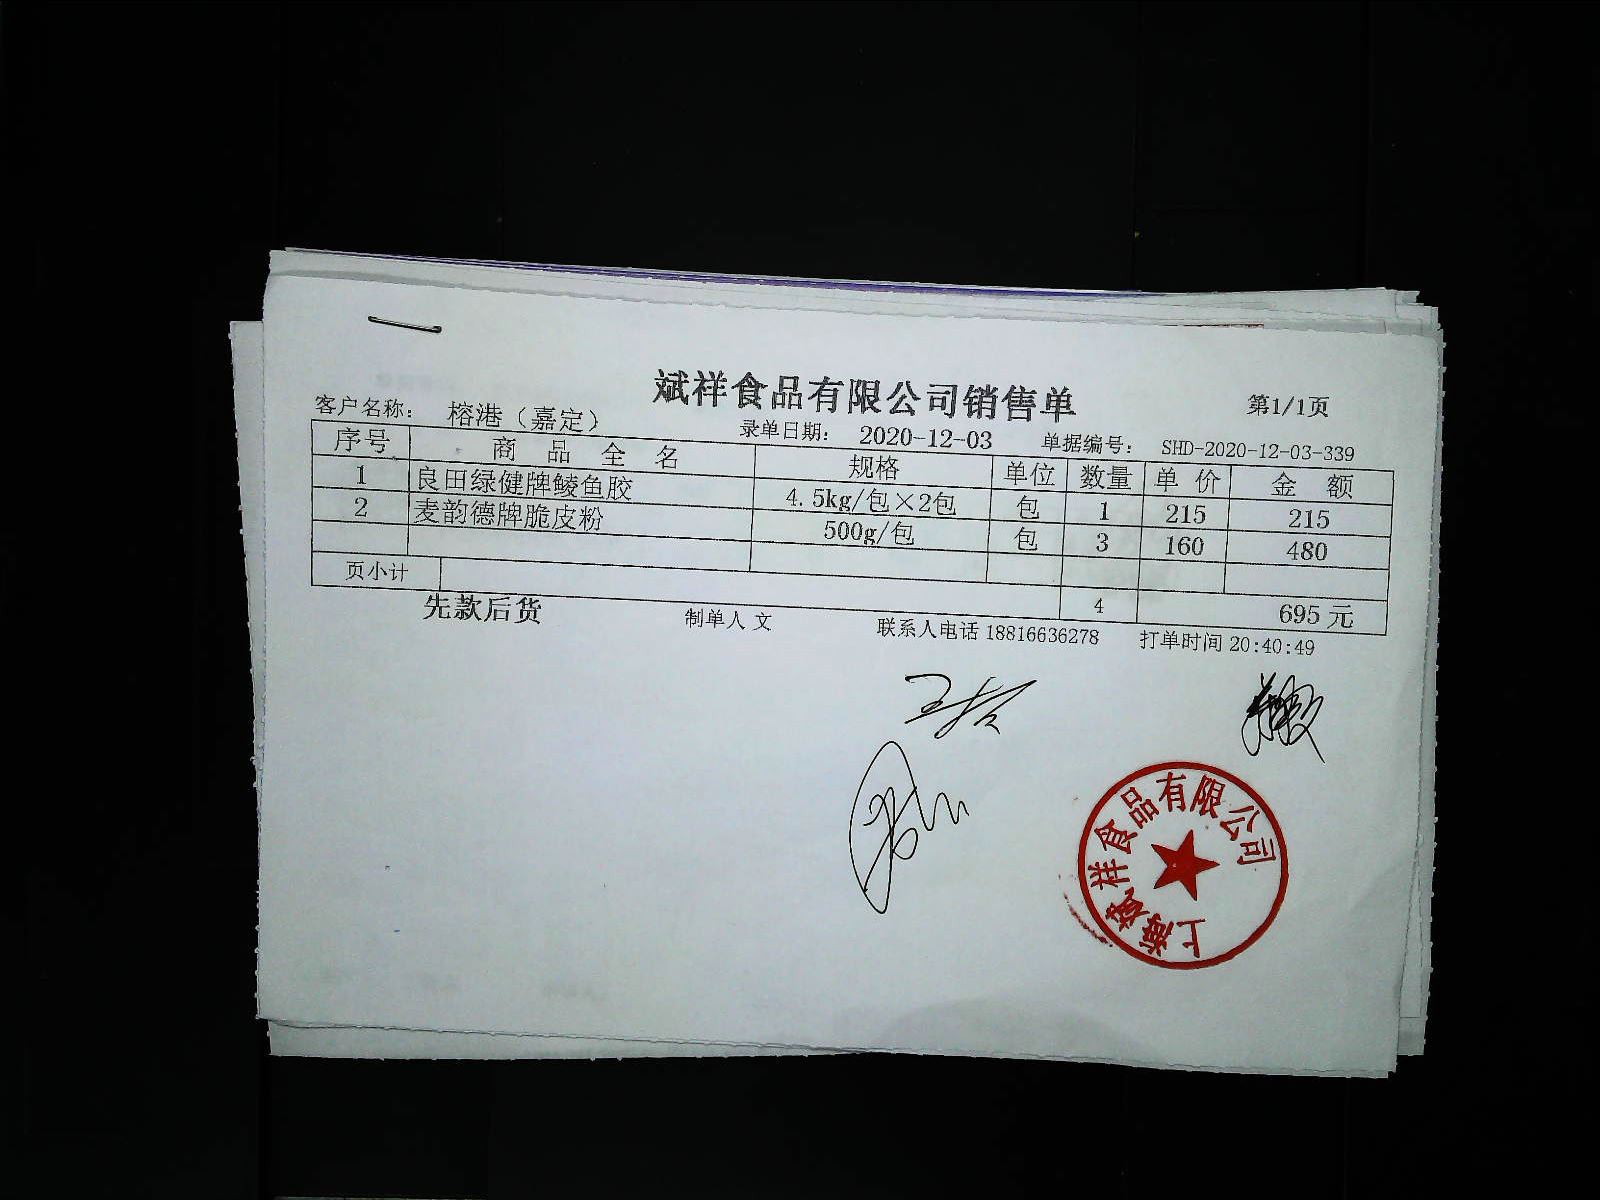 斌祥食品有限公司销售单
第1/1页
客户名称: 榕港（嘉定） 录单日期: 2020-12-03 单据编号: SHD-2020-12-03-339
序号 商品全名 规格 单位 数量 单价 金额
1 良田绿健牌鲮鱼胶 4.5kg/包×2包 包 1 215 215
2 麦韵德牌脆皮粉 500g/包 包 3 160 480
页小计 4 695 元
先款后货 制单人 文 联系人电话 18816636278 打单时间 20:40:49
上海斌祥食品有限公司